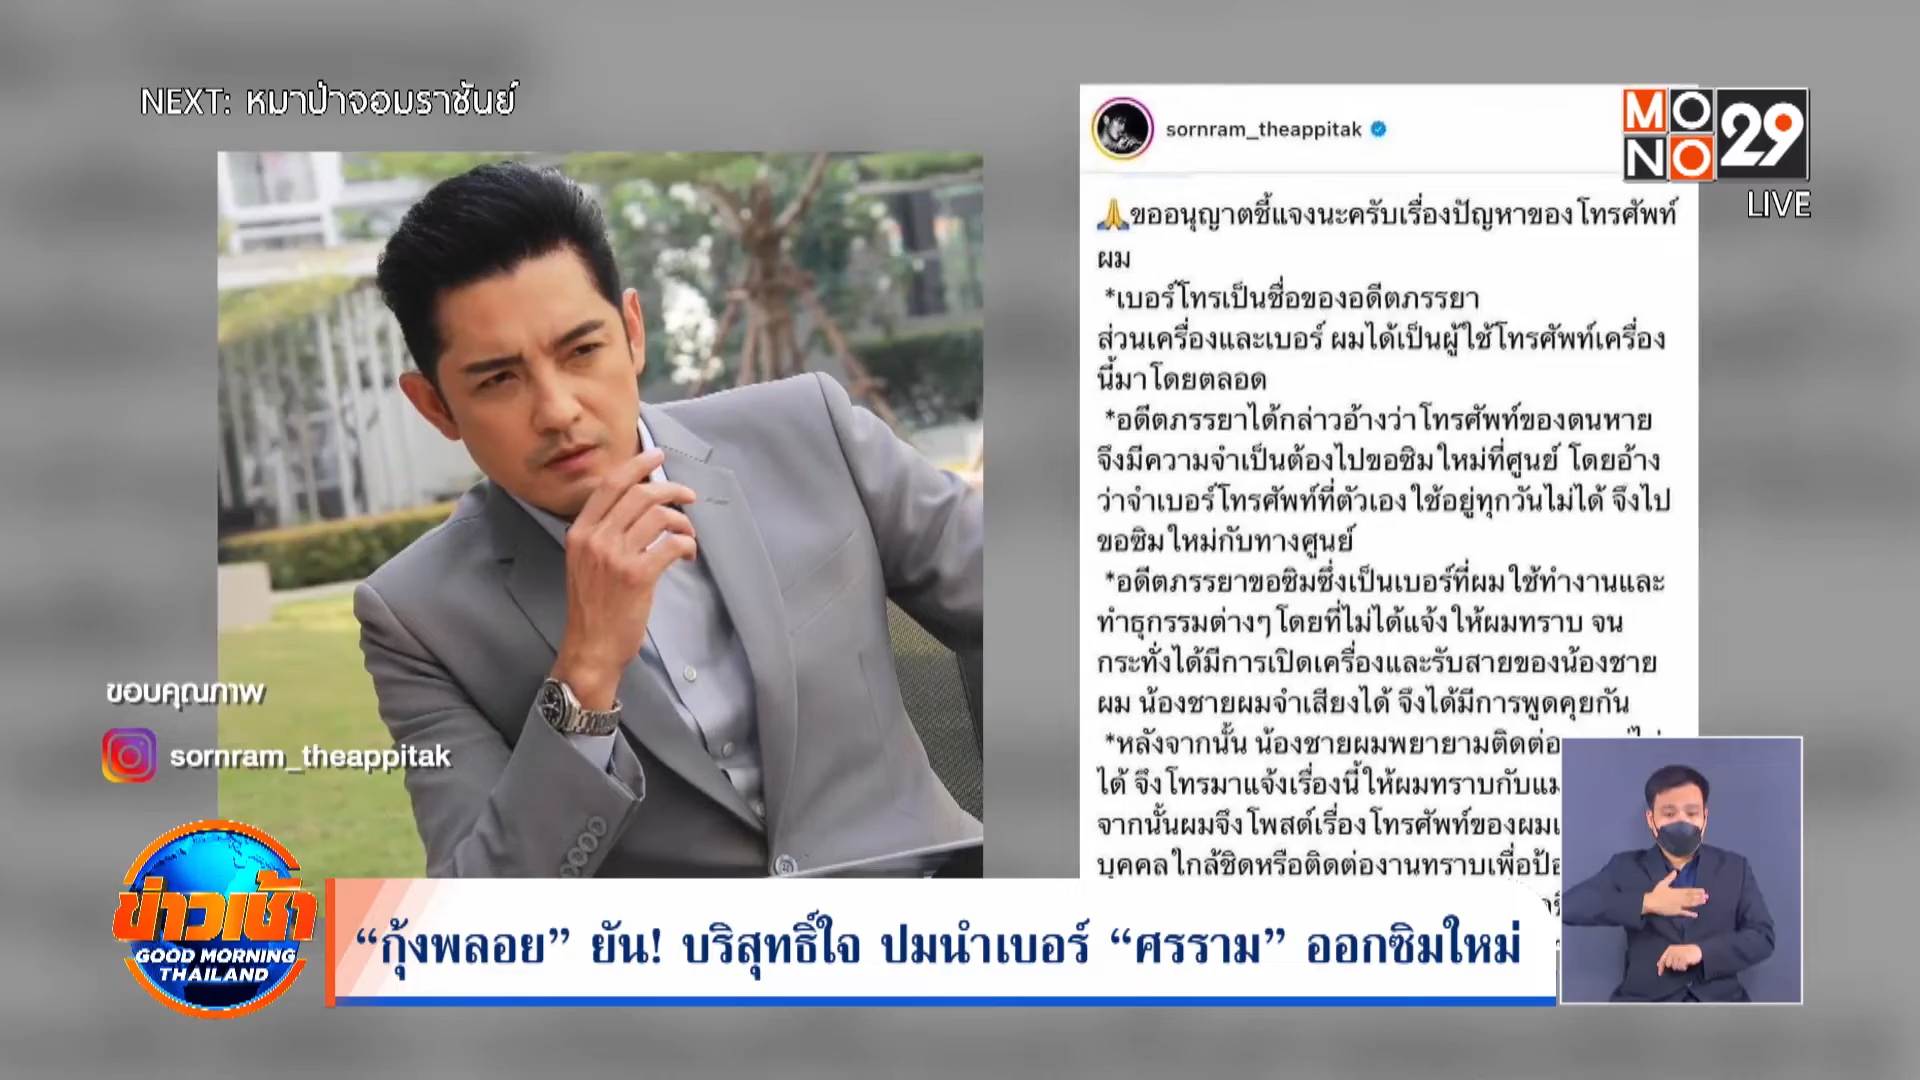 NEXT: หมาป่าจอมราชันย์
MONO
29
LIVE
sornram_theappitak
🙏ขออนุญาตชี้แจงนะครับเรื่องปัญหาของโทรศัพท์
ผม
*เบอร์โทรเป็นชื่อของอดีตภรรยา
ส่วนเครื่องและเบอร์ ผมได้เป็นผู้ใช้โทรศัพท์เครื่อง
นี้มาโดยตลอด
*อดีตภรรยาได้กล่าวอ้างว่าโทรศัพท์ของตนหาย
จึงมีความจำเป็นต้องไปขอซิมใหม่ที่ศูนย์ โดยอ้าง
ว่าจำเบอร์โทรศัพท์ที่ตัวเองใช้อยู่ทุกวันไม่ได้ จึงไป
ขอซิมใหม่กับทางศูนย์
*อดีตภรรยาขอซิมซึ่งเป็นเบอร์ที่ผมใช้ทำงานและ
ทำธุกรรมต่างๆโดยที่ไม่ได้แจ้งให้ผมทราบ จน
กระทั่งได้มีการเปิดเครื่องและรับสายของน้องชาย
ผม น้องชายผมจำเสียงได้ จึงได้มีการพูดคุยกัน
*หลังจากนั้น น้องชายผมพยายามติดต่อ
ได้ จึงโทรมาแจ้งเรื่องนี้ให้ผมทราบกับแม
จากนั้นผมจึงโพสต์เรื่องโทรศัพท์ของผม
บุคคลใกล้ชิดหรือติดต่องานทราบเพื่อป้อ
ขอบคุณภาพ
sornram_theappitak
ข่าวเช้า
GOOD MORNING
THAILAND
“กุ้งพลอย” ยัน! บริสุทธิ์ใจ ปมนำเบอร์ “ศรราม” ออกซิมใหม่